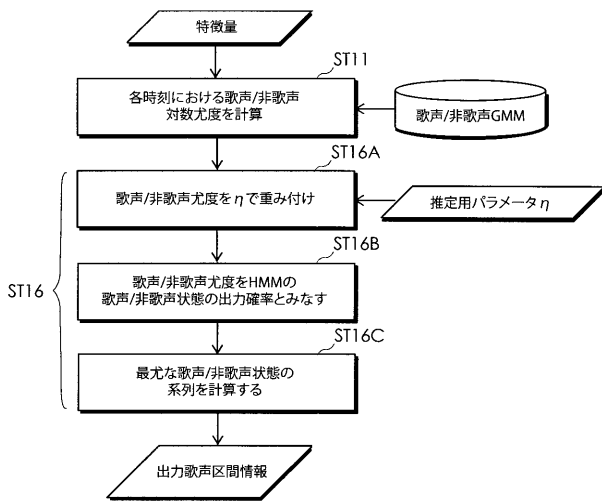 特徴量
ST11
各時刻における歌声/非歌声
対数尤度を計算
歌声/非歌声GMM
ST16A
歌声/非歌声尤度をηで重み付け
推定用パラメータη
ST16B
ST16
歌声/非歌声尤度をHMMの
歌声/非歌声状態の出力確率とみなす
ST16C
最尤な歌声/非歌声状態の
系列を計算する
出力歌声区間情報